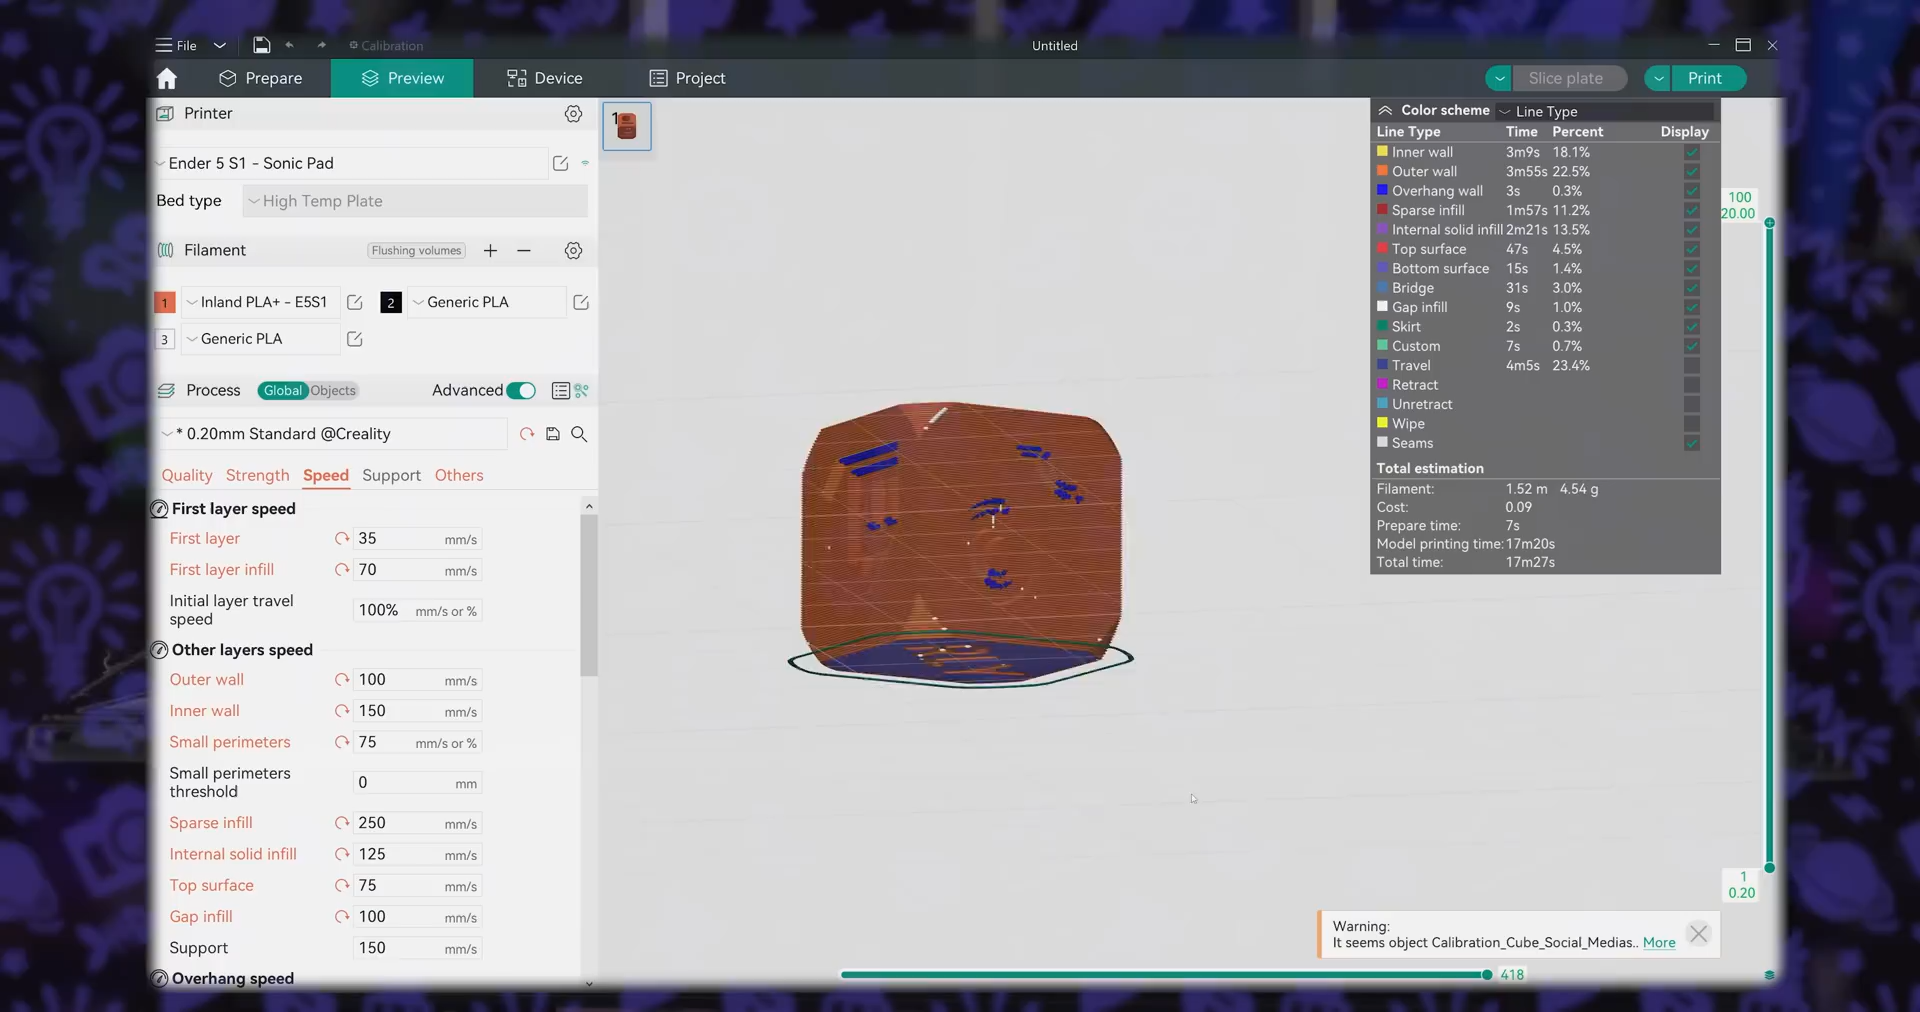 File
Calibration
Untitled
Prepare
Preview
Device
Project
Slice plate
Print
Printer
Ender 5 S1 - Sonic Pad
Bed type
High Temp Plate
Filament
Flushing volumes
1
Inland PLA+ - E5S1
2
Generic PLA
3
Generic PLA
Process
Global
Objects
Advanced
* 0.20mm Standard @Creality
Quality
Strength
Speed
Support
Others
First layer speed
First layer
35
mm/s
First layer infill
70
mm/s
Initial layer travel
speed
100%
mm/s or %
Other layers speed
Outer wall
100
mm/s
Inner wall
150
mm/s
Small perimeters
75
mm/s or %
Small perimeters
threshold
0
mm
Sparse infill
250
mm/s
Internal solid infill
125
mm/s
Top surface
75
mm/s
Gap infill
100
mm/s
Support
150
mm/s
Overhang speed
1
Color scheme
Line Type
Line Type Time Percent Display
Inner wall 3m9s 18.1%
Outer wall 3m55s 22.5%
Overhang wall 3s 0.3%
Sparse infill 1m57s 11.2%
Internal solid infill 2m21s 13.5%
Top surface 47s 4.5%
Bottom surface 15s 1.4%
Bridge 31s 3.0%
Gap infill 9s 1.0%
Skirt 2s 0.3%
Custom 7s 0.7%
Travel 4m5s 23.4%
Retract
Unretract
Wipe
Seams
Total estimation
Filament: 1.52 m 4.54 g
Cost: 0.09
Prepare time: 7s
Model printing time: 17m20s
Total time: 17m27s
100
20.00
1
0.20
Warning:
It seems object Calibration_Cube_Social_Medias.. More
418